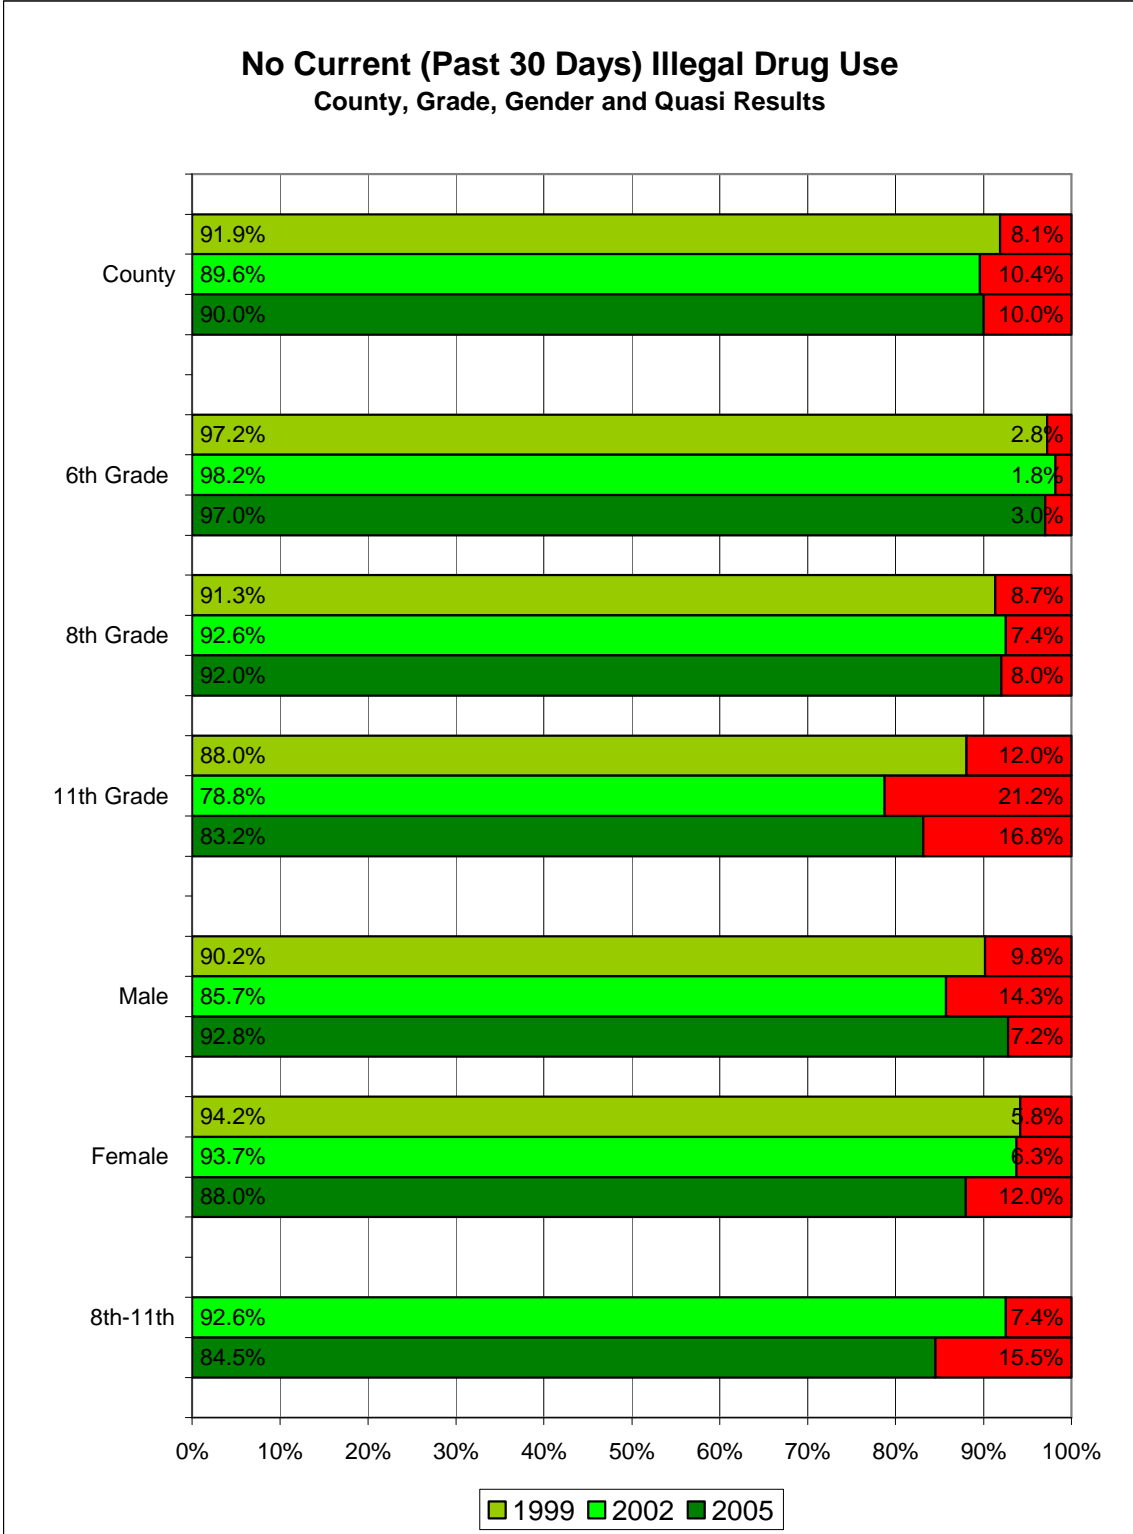 No Current (Past 30 Days) Illegal Drug Use
County, Grade, Gender and Quasi Results
91.9% 8.1%
County 89.6% 10.4%
90.0% 10.0%
97.2% 2.8%
6th Grade 98.2% 1.8%
97.0% 3.0%
91.3% 8.7%
8th Grade 92.6% 7.4%
92.0% 8.0%
88.0% 12.0%
11th Grade 78.8% 21.2%
83.2% 16.8%
90.2% 9.8%
Male 85.7% 14.3%
92.8% 7.2%
94.2% 5.8%
Female 93.7% 6.3%
88.0% 12.0%
8th-11th 92.6% 7.4%
84.5% 15.5%
0% 10% 20% 30% 40% 50% 60% 70% 80% 90% 100%
1999 2002 2005